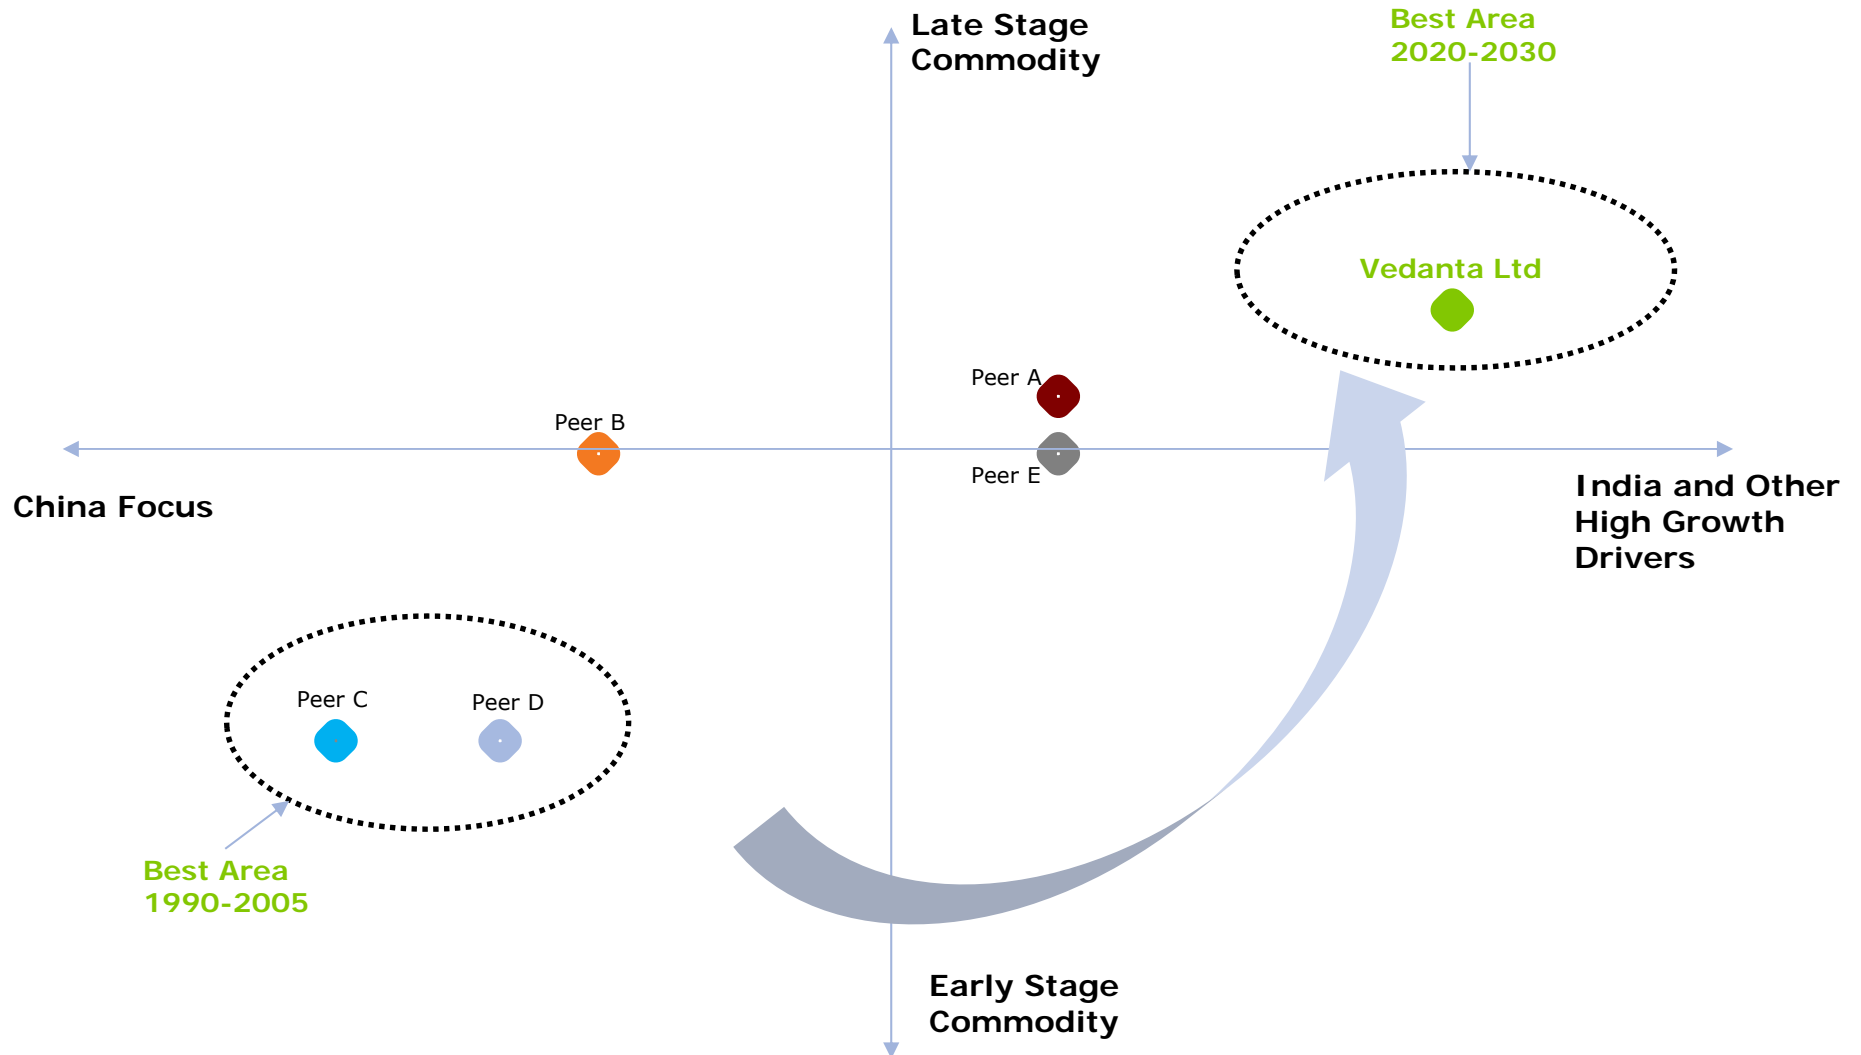 Late Stage
Commodity
Best Area
2020-2030
Vedanta Ltd
Peer A
Peer B
Peer E
China Focus
India and Other
High Growth
Drivers
Peer C
Peer D
Best Area
1990-2005
Early Stage
Commodity